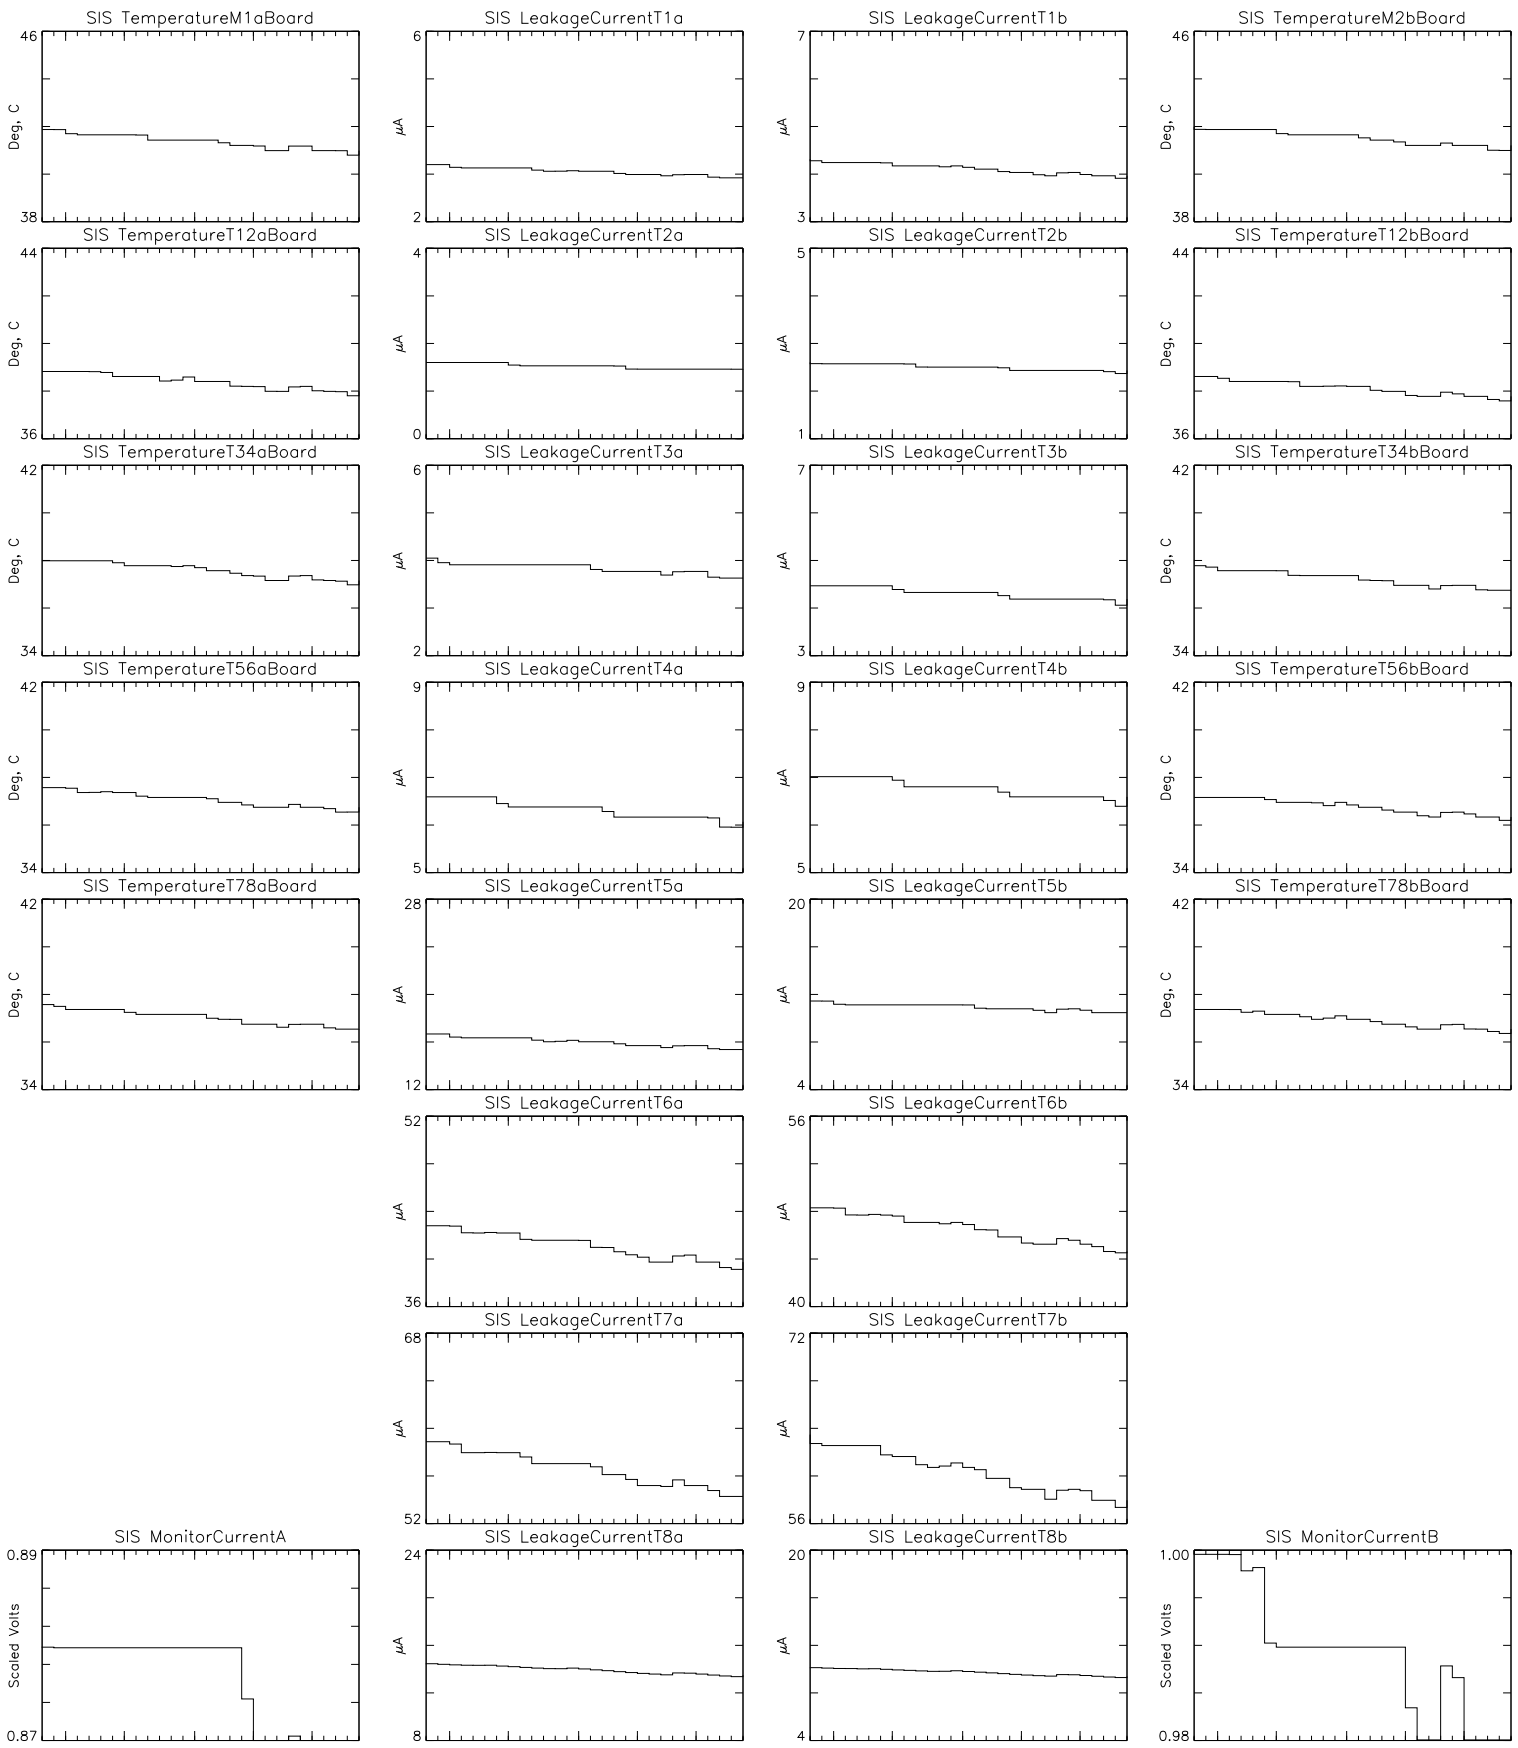 SIS TemperatureM1aBoard
46
Deg, C
38
SIS LeakageCurrentT1a
6
μA
2
SIS LeakageCurrentT1b
7
μA
3
SIS TemperatureM2bBoard
46
Deg, C
38
SIS TemperatureT12aBoard
44
Deg, C
36
SIS LeakageCurrentT2a
4
μA
0
SIS LeakageCurrentT2b
5
μA
1
SIS TemperatureT12bBoard
44
Deg, C
36
SIS TemperatureT34aBoard
42
Deg, C
34
SIS LeakageCurrentT3a
6
μA
2
SIS LeakageCurrentT3b
7
μA
3
SIS TemperatureT34bBoard
42
Deg, C
34
SIS TemperatureT56aBoard
42
Deg, C
34
SIS LeakageCurrentT4a
9
μA
5
SIS LeakageCurrentT4b
9
μA
5
SIS TemperatureT56bBoard
42
Deg, C
34
SIS TemperatureT78aBoard
42
Deg, C
34
SIS LeakageCurrentT5a
28
μA
12
SIS LeakageCurrentT5b
20
μA
4
SIS TemperatureT78bBoard
42
Deg, C
34
SIS LeakageCurrentT6a
52
μA
36
SIS LeakageCurrentT6b
56
μA
40
SIS LeakageCurrentT7a
68
μA
52
SIS LeakageCurrentT7b
72
μA
56
SIS MonitorCurrentA
0.89
Scaled Volts
0.87
SIS LeakageCurrentT8a
24
μA
8
SIS LeakageCurrentT8b
20
μA
4
SIS MonitorCurrentB
1.00
Scaled Volts
0.98